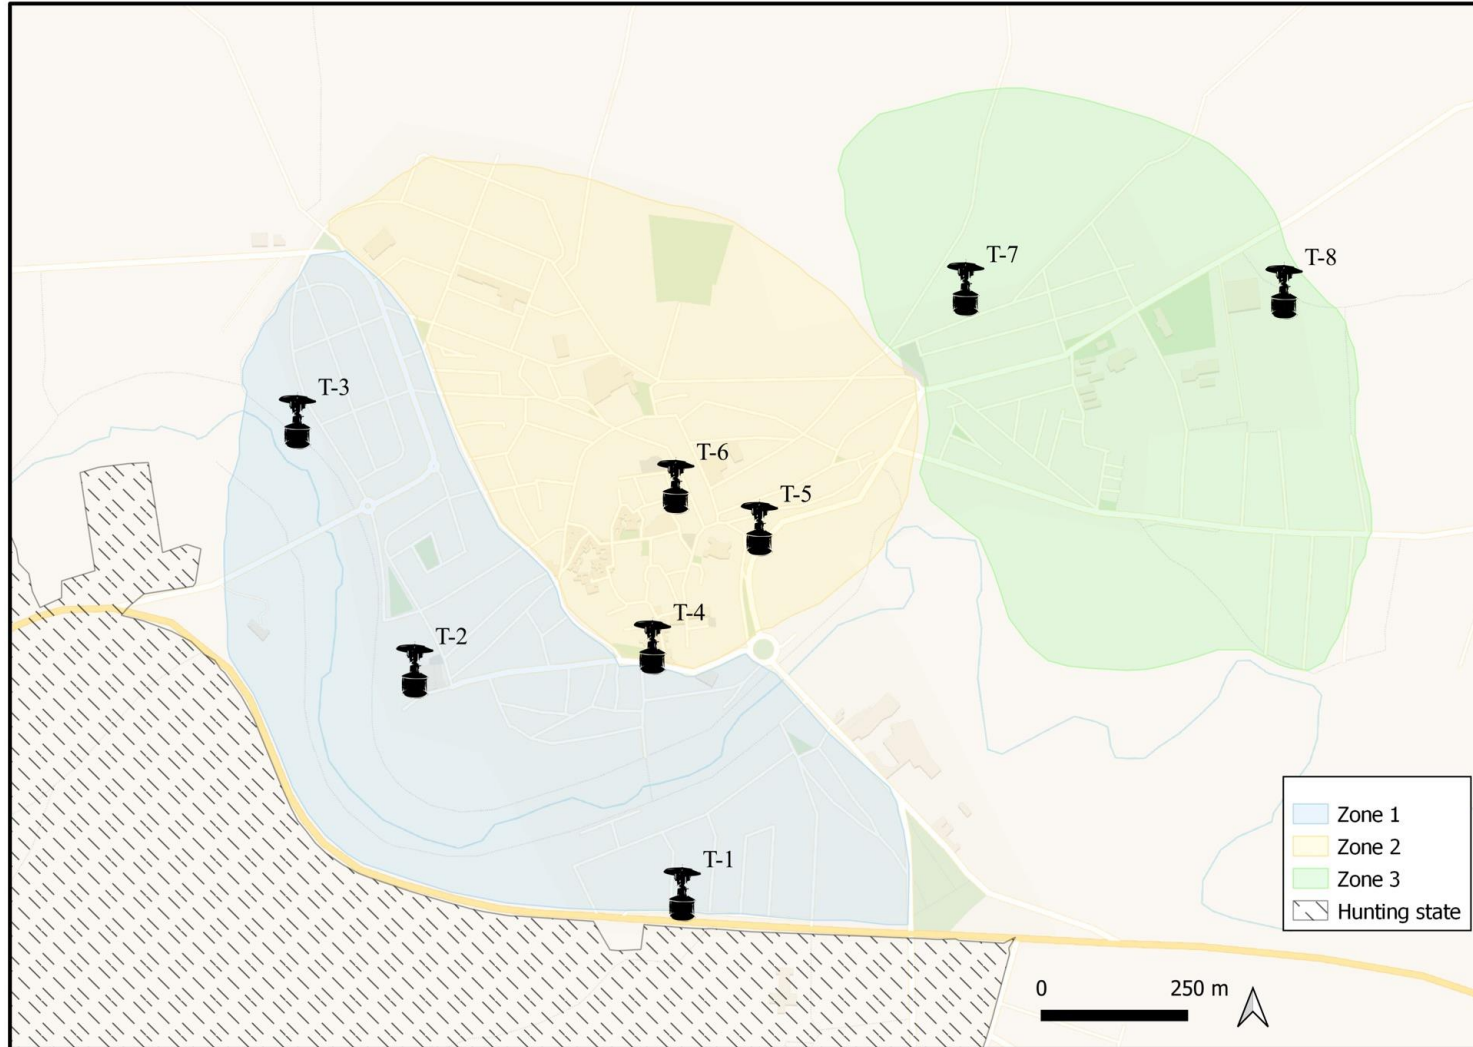 T-7
T-8
T-3
T-6
T-5
T-4
T-2
T-1
Zone 1
Zone 2
Zone 3
Hunting state
0 250 m